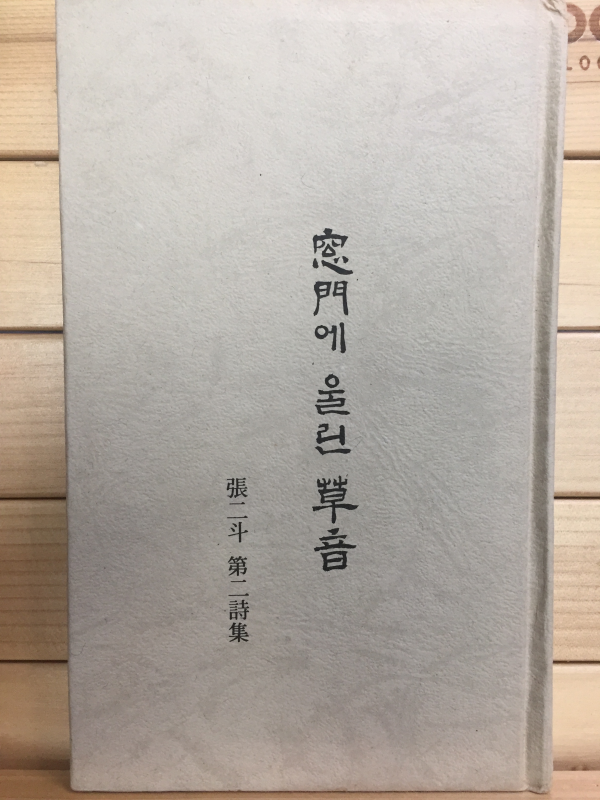 窓門에 울린 草音
張二斗 第二詩集